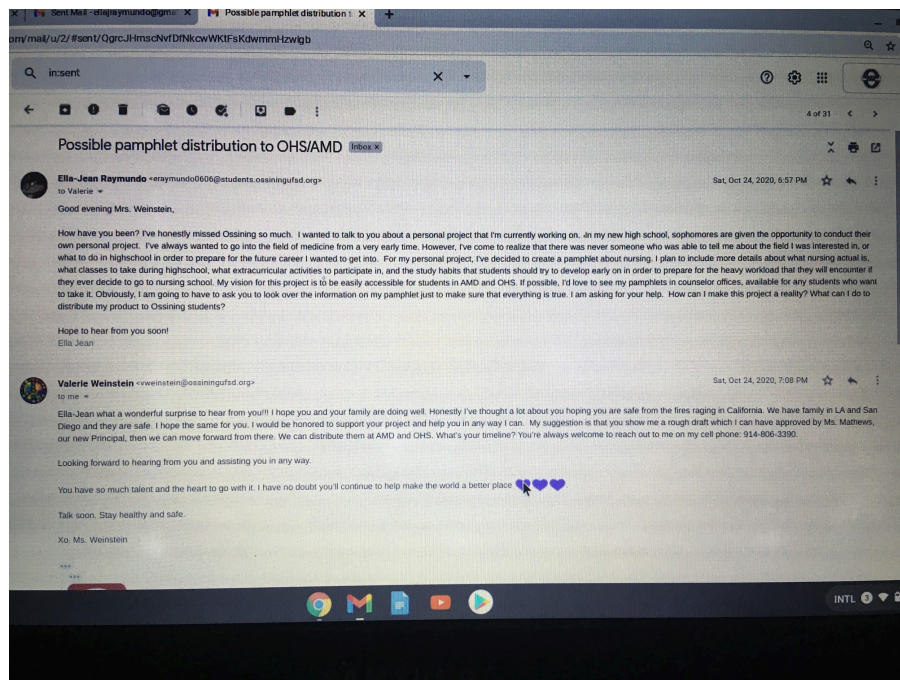 Sent Mail - ellajraymundo@gma
Possible pamphlet distribution t
om/mail/u/2/#sent/QgrcJHrnscNvfDfNkcwWKtFsKdwmmHzwlgb
in:sent
4 of 31
Possible pamphlet distribution to OHS/AMD Inbox x
Ella-Jean Raymundo <eraymundo0606@students.ossiningufsd.org>
Sat, Oct 24, 2020, 6:57 PM
to Valerie
Good evening Mrs. Weinstein,
How have you been? I've honestly missed Ossining so much. I wanted to talk to you about a personal project that I'm currently working on. In my new high school, sophomores are given the opportunity to conduct their
own personal project. I've always wanted to go into the field of medicine from a very early time. However, I've come to realize that there was never someone who was able to tell me about the field I was interested in, or
what to do in highschool in order to prepare for the future career I wanted to get into. For my personal project, I've decided to create a pamphlet about nursing. I plan to include more details about what nursing actual is,
what classes to take during highschool, what extracurricular activities to participate in, and the study habits that students should try to develop early on in order to prepare for the heavy workload that they will encounter if
they ever decide to go to nursing school. My vision for this project is to be easily accessible for students in AMD and OHS. If possible, I'd love to see my pamphlets in counselor offices, available for any students who want
to take it. Obviously, I am going to have to ask you to look over the information on my pamphlet just to make sure that everything is true. I am asking for your help. How can I make this project a reality? What can I do to
distribute my product to Ossining students?
Hope to hear from you soon!
Ella Jean
Valerie Weinstein <vweinstein@ossiningufsd.org>
Sat, Oct 24, 2020, 7:08 PM
to me
Ella-Jean what a wonderful surprise to hear from you!!! I hope you and your family are doing well. Honestly I've thought a lot about you hoping you are safe from the fires raging in California. We have family in LA and San
Diego and they are safe. I hope the same for you. I would be honored to support your project and help you in any way I can. My suggestion is that you show me a rough draft which I can have approved by Ms. Mathews,
our new Principal, then we can move forward from there. We can distribute them at AMD and OHS. What's your timeline? You're always welcome to reach out to me on my cell phone: 914-806-3390.
Looking forward to hearing from you and assisting you in any way.
You have so much talent and the heart to go with it. I have no doubt you'll continue to help make the world a better place 💜💜💜
Talk soon. Stay healthy and safe.
Xo. Ms. Weinstein
INTL 3